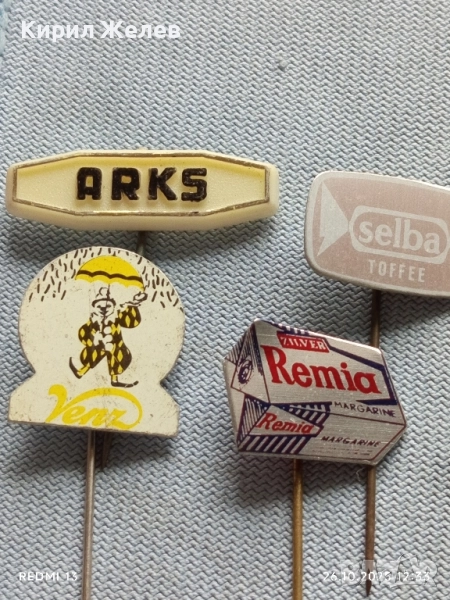 Кирил Желев
ARKS
selba
TOFFEE
Venz
ZILVER
Remia
MARGARINE
Remia
MARGARINE
REDMI 13